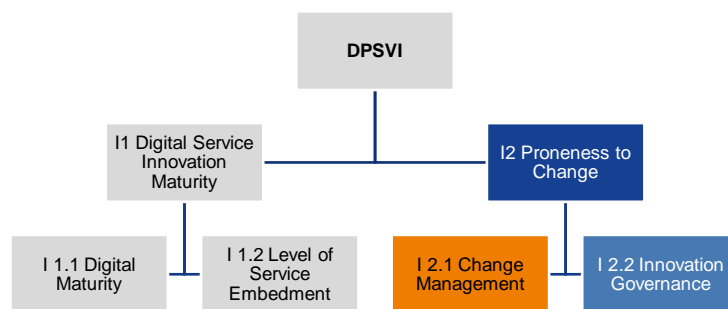 DPSVI
I1 Digital Service
Innovation
Maturity
I2 Proneness to
Change
I 1.1 Digital
Maturity
I 1.2 Level of
Service
Embedment
I 2.1 Change
Management
I 2.2 Innovation
Governance